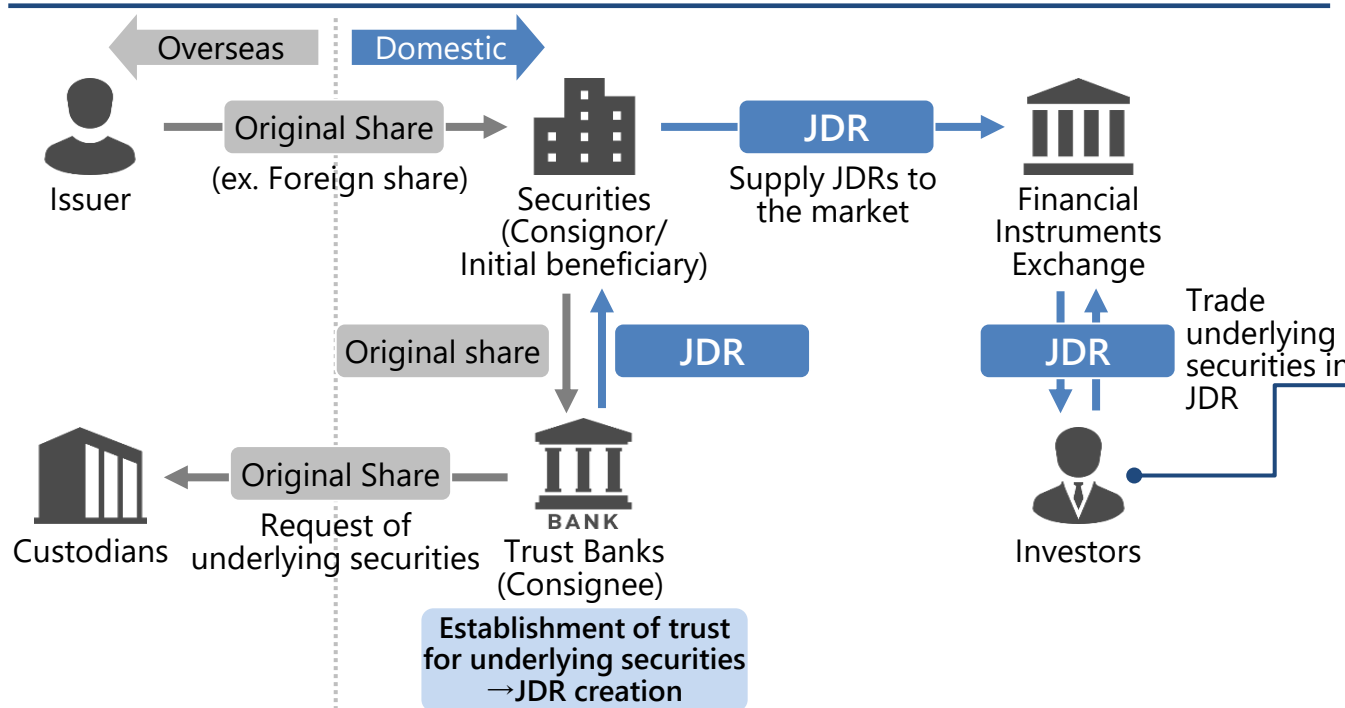 Overseas
Domestic
Original Share
(ex. Foreign share)
Issuer
Securities
(Consignor/
Initial beneficiary)
JDR
Supply JDRs to
the market
Financial
Instruments
Exchange
Original share
JDR
JDR
Trade
underlying
securities in
JDR
Custodians
Original Share
Request of
underlying securities
BANK
Trust Banks
(Consignee)
Establishment of trust
for underlying securities
→JDR creation
Investors